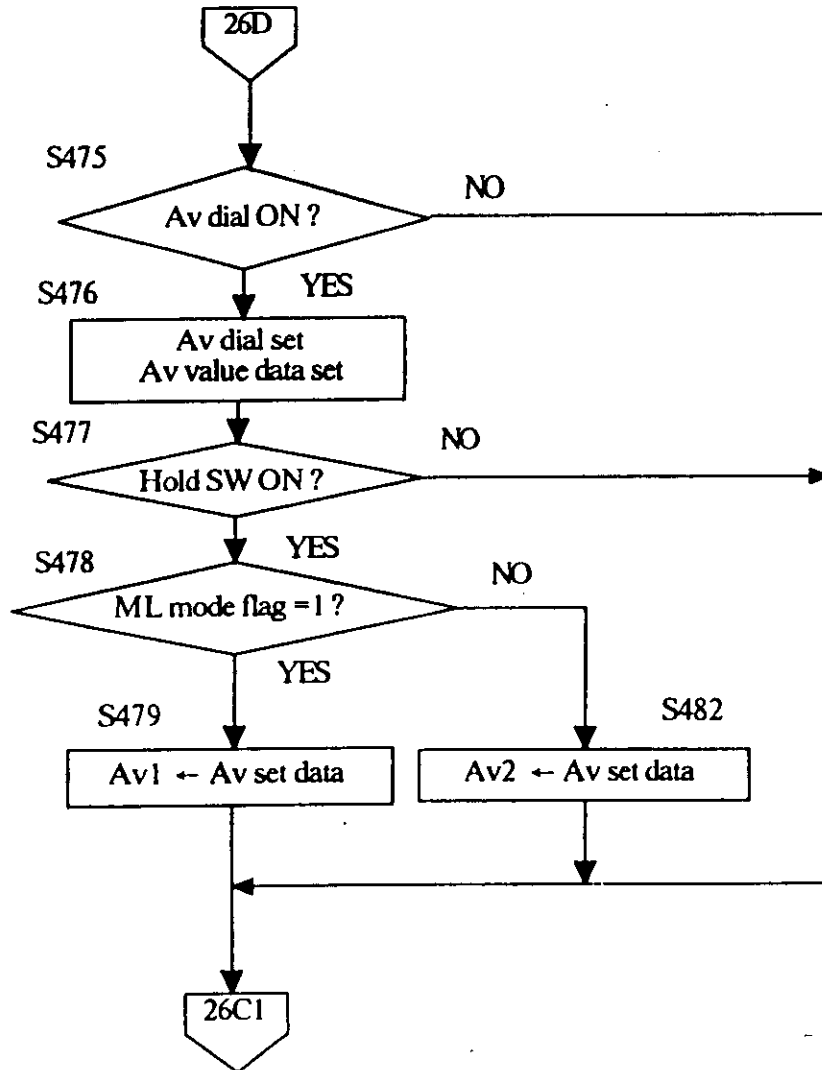 26D
S475
NO
Av dial ON ?
YES
S476
Av dial set
Av value data set
S477
NO
Hold SW ON ?
YES
S478
NO
ML mode flag = 1 ?
YES
S479
S482
Av1 ← Av set data
Av2 ← Av set data
26C1